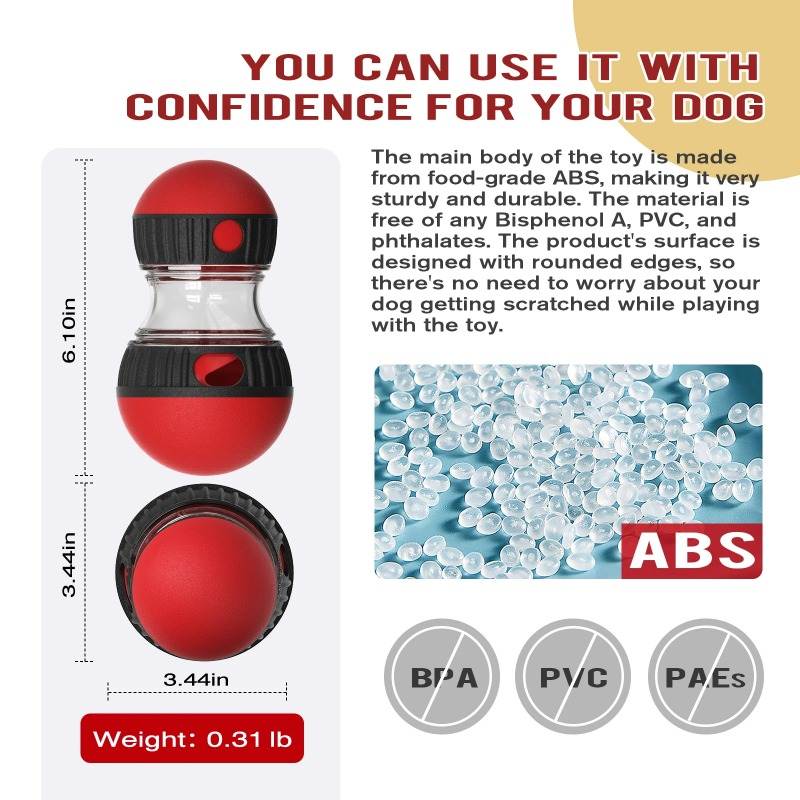 YOU CAN USE IT WITH
CONFIDENCE FOR YOUR DOG
The main body of the toy is made
from food-grade ABS, making it very
sturdy and durable. The material is
free of any Bisphenol A, PVC, and
phthalates. The product's surface is
designed with rounded edges, so
there's no need to worry about your
dog getting scratched while playing
with the toy.
6.10in
3.44in
3.44in
Weight: 0.31 lb
ABS
BPA
PVC
PAEs